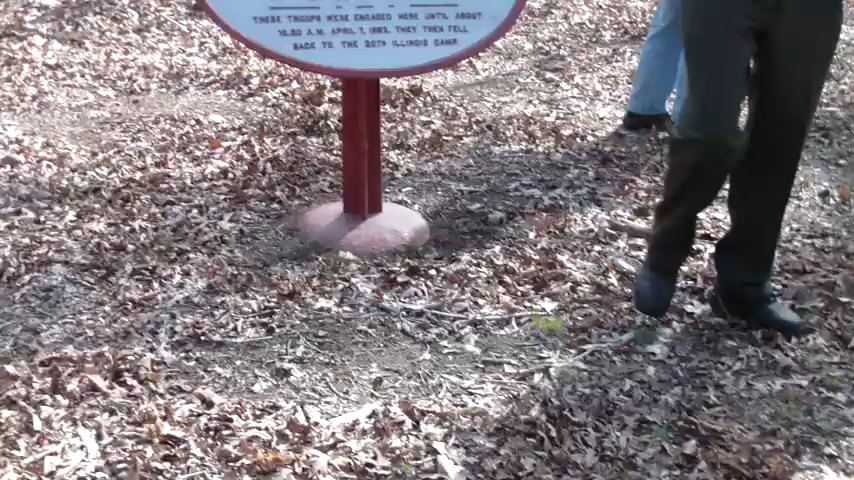 THESE TROOPS WERE ENGAGED HERE UNTIL ABOUT
10.30 A.M. APRIL 7, 1862. THEY THEN FELL
BACK TO THE 20TH ILLINOIS CAMP.